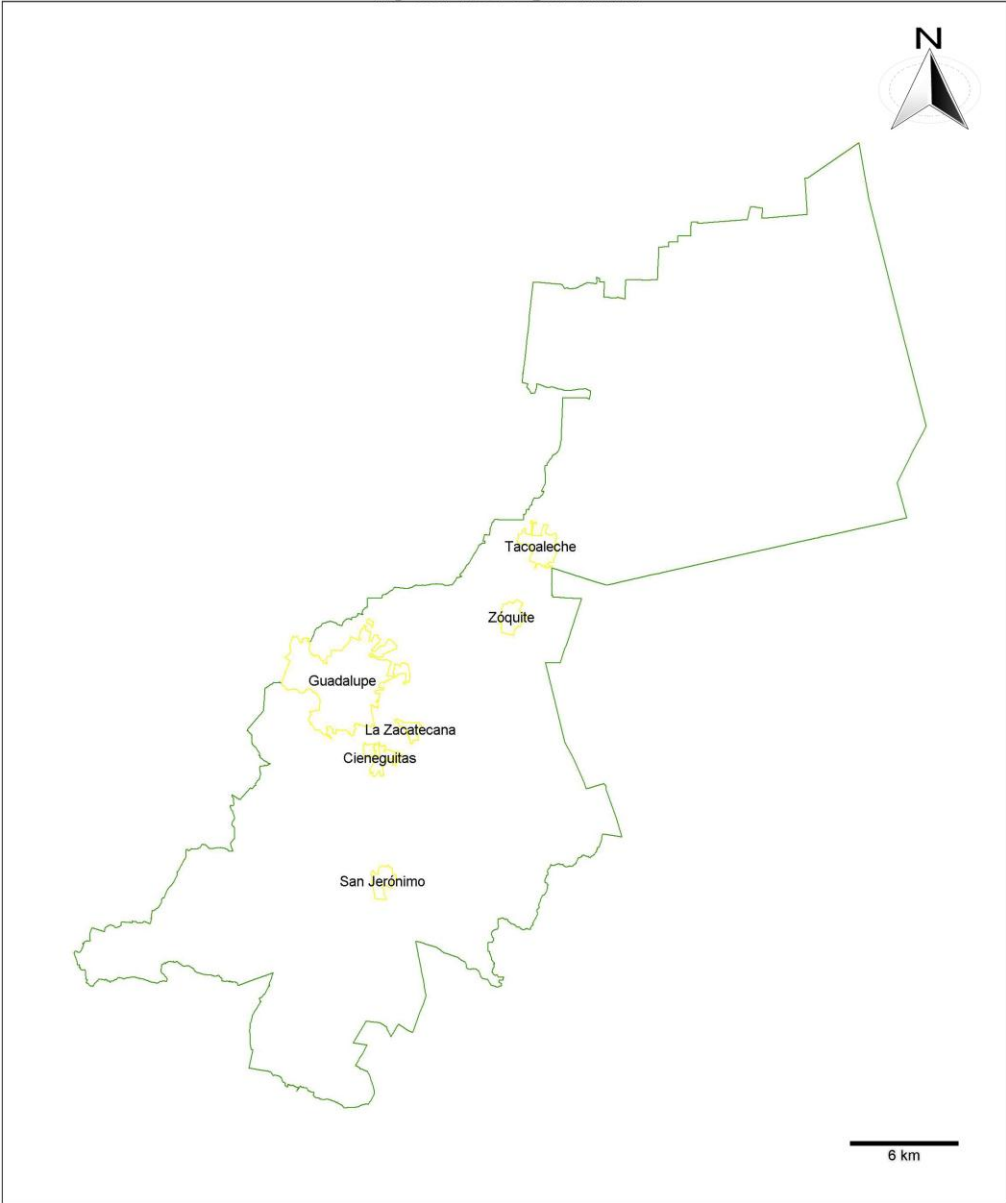 N
Tacoaleche
Zóquite
Guadalupe
La Zacatecana
Cieneguitas
San Jerónimo
6 km